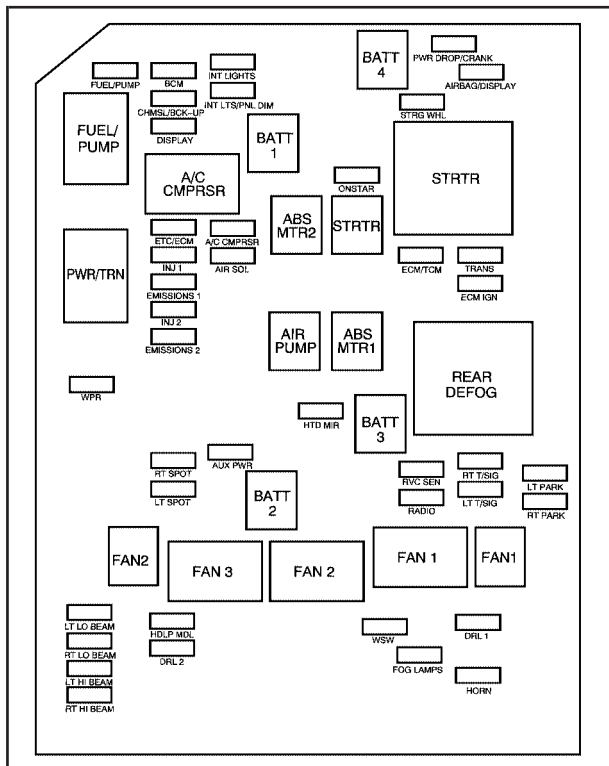 BATT
4
PWR DROP/CRANK
INT LIGHTS
FUEL/PUMP
BCM
AIRBAG/DISPLAY
INT LTS/PNL DIM
CHMSL/BCK-UP
STRG WHL
FUEL/
PUMP
DISPLAY
BATT
1
A/C
CMPRSR
ONSTAR
STRTR
ABS
MTR2
STRTR
ETC/ECM
A/C CMPRSR
PWR/TRN
INJ 1
AIR SOL
ECM/TCM
TRANS
EMISSIONS 1
ECM IGN
INJ 2
AIR
PUMP
ABS
MTR1
EMISSIONS 2
REAR
DEFOG
WPR
HTD MIR
BATT
3
AUX PWR
RT SPOT
RVC SEN
RT T/SIG
LT PARK
LT SPOT
BATT
2
RADIO
LT T/SIG
RT PARK
FAN2
FAN 3
FAN 2
FAN 1
FAN1
LT LO BEAM
HDLP MDL
WSW
DRL 1
RT LO BEAM
DRL 2
FOG LAMPS
LT HI BEAM
HORN
RT HI BEAM